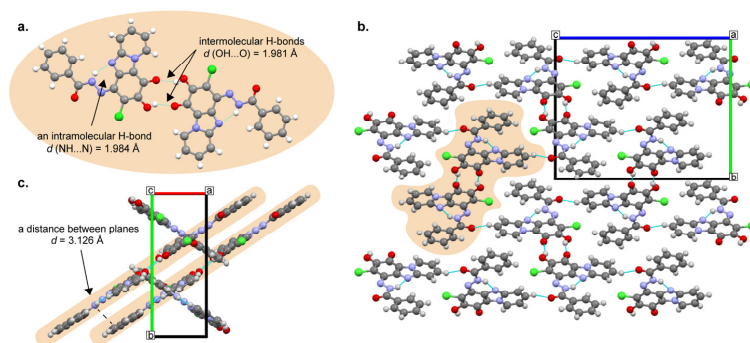 a.
intermolecular H-bonds
d (OH...O) = 1.981 Å
an intramolecular H-bond
d (NH...N) = 1.984 Å
b.
c
a
b
c.
c
a
a distance between planes
d = 3.126 Å
b